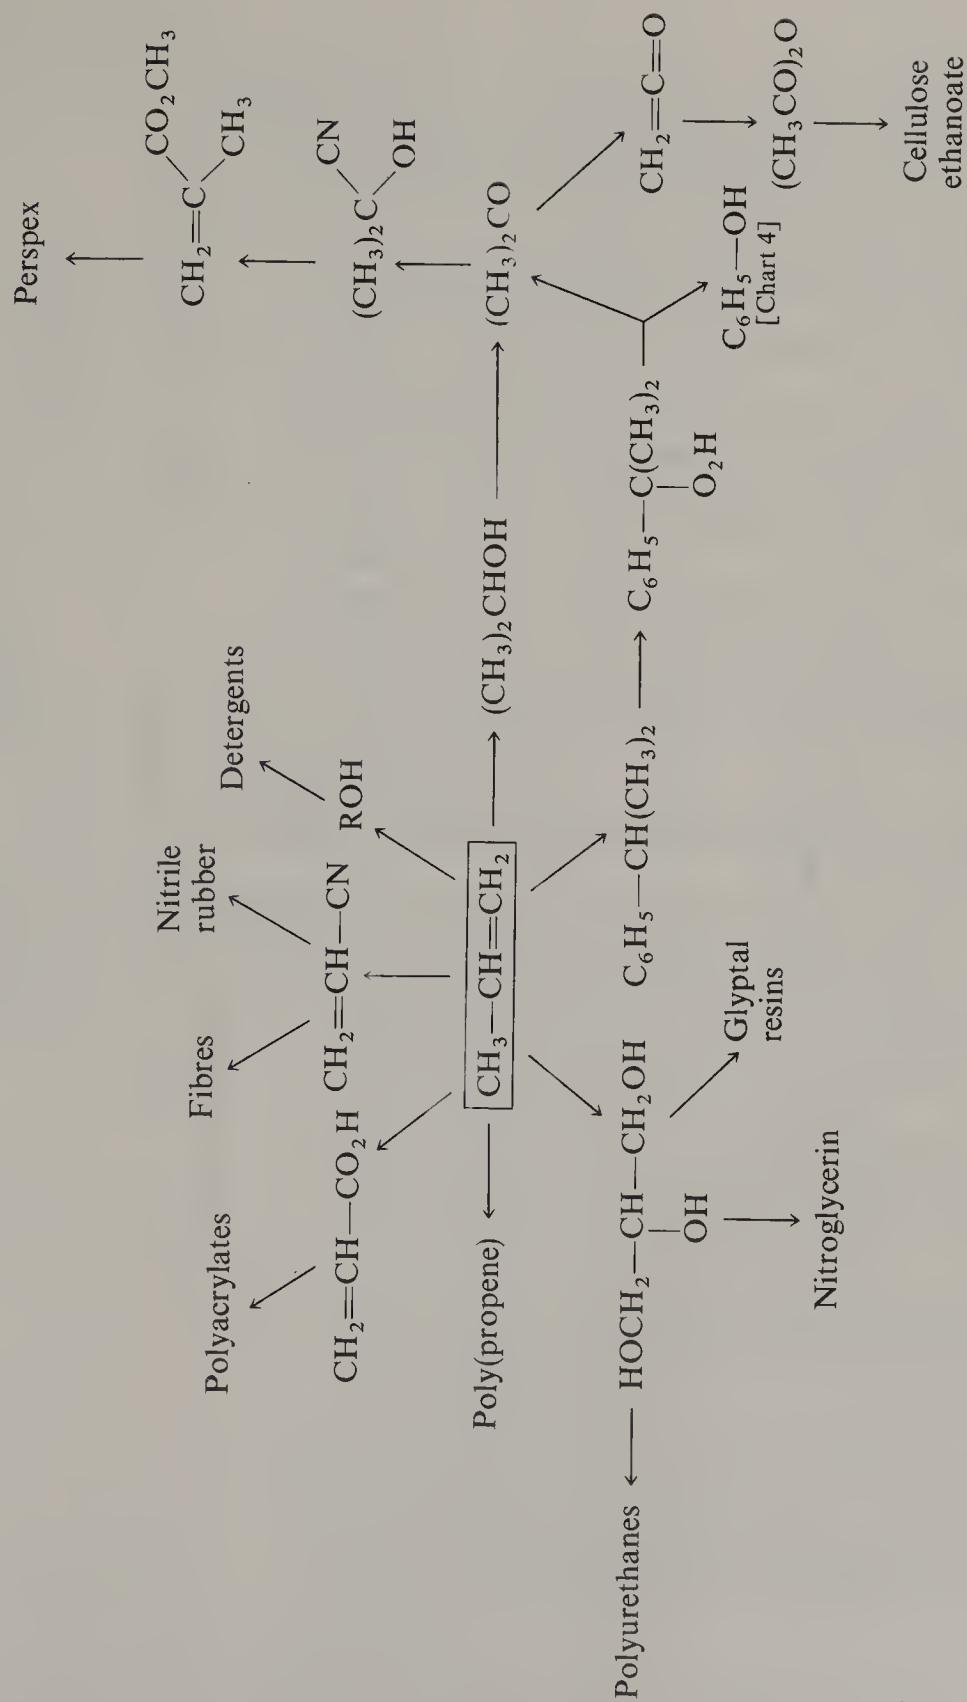 Perspex
CH₂=C
CO₂CH₃
CH₃
(CH₃)₂C
CN
OH
Detergents
Nitrile
rubber
Fibres
Polyacrylates
ROH
CH₂=CH—CN
CH₂=CH—CO₂H
Poly(propene)
CH₃—CH=CH₂
(CH₃)₂CHOH
(CH₃)₂CO
CH₂=C=O
(CH₃CO)₂O
Cellulose
ethanoate
Polyurethanes
HOCH₂—CH—CH₂OH
OH
C₆H₅—CH(CH₃)₂
C₆H₅—C(CH₃)₂
O₂H
C₆H₅—OH
[Chart 4]
Glyptal
resins
Nitroglycerin